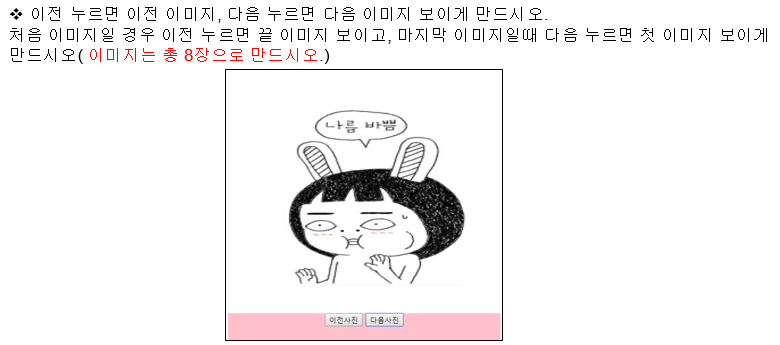 ❖ 이전 누르면 이전 이미지, 다음 누르면 다음 이미지 보이게 만드시오.
처음 이미지일 경우 이전 누르면 끝 이미지 보이고, 마지막 이미지일때 다음 누르면 첫 이미지 보이게
만드시오( 이미지는 총 8장으로 만드시오.)
나름 바쁨
이전사진 다음사진